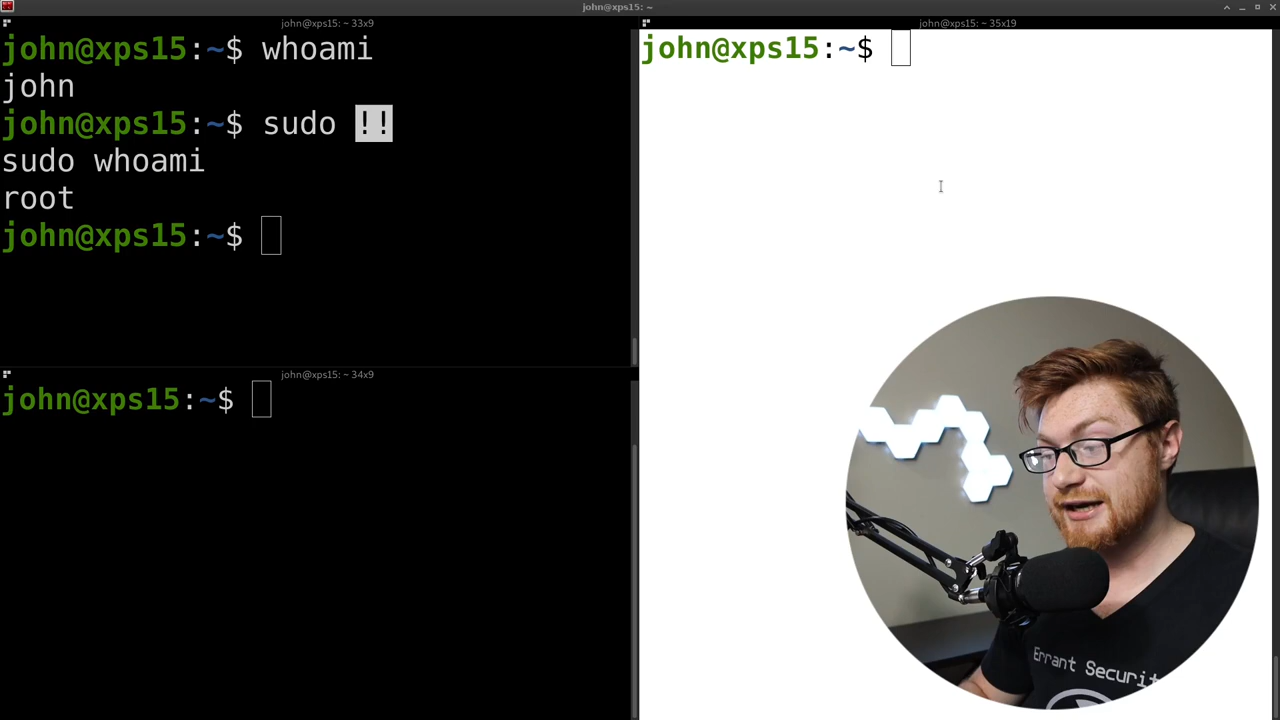 john@xps15: ~
john@xps15: ~ 33x9
john@xps15:~$ whoami
john
john@xps15:~$ sudo !!
sudo whoami
root
john@xps15:~$
john@xps15: ~ 34x9
john@xps15:~$
john@xps15: ~ 35x19
john@xps15:~$
Errant Securit